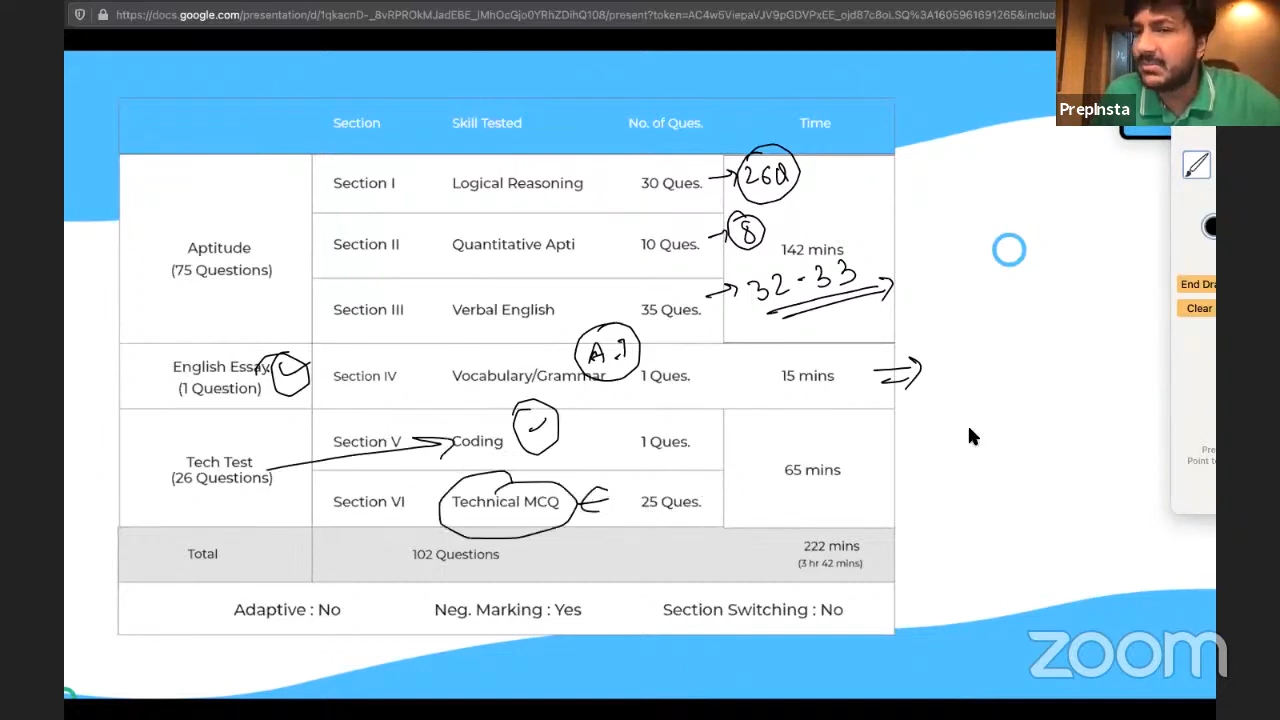 https://docs.google.com/presentation/d/1qkacnD-_8vRPROkMJadEBE_lMhOcGjo0YRhZDihQ108/present?token=AC4w5ViepaVJV9pGDVPxEE_ojd87c8oLSQ%3A1605961691265&includ
PrepInsta
Section Skill Tested No. of Ques. Time
Aptitude
(75 Questions)
Section I Logical Reasoning 30 Ques. 26Q
Section II Quantitative Apti 10 Ques. 8
142 mins
Section III Verbal English 35 Ques. 32-33
English Essay
(1 Question)
Section IV Vocabulary/Grammar 1 Ques. 15 mins
A.I
Tech Test
(26 Questions)
Section V Coding 1 Ques.
65 mins
Section VI Technical MCQ 25 Ques.
Total 102 Questions 222 mins
(3 hr 42 mins)
Adaptive : No Neg. Marking : Yes Section Switching : No
End Dra
Clear
Pre
Point to
zoom